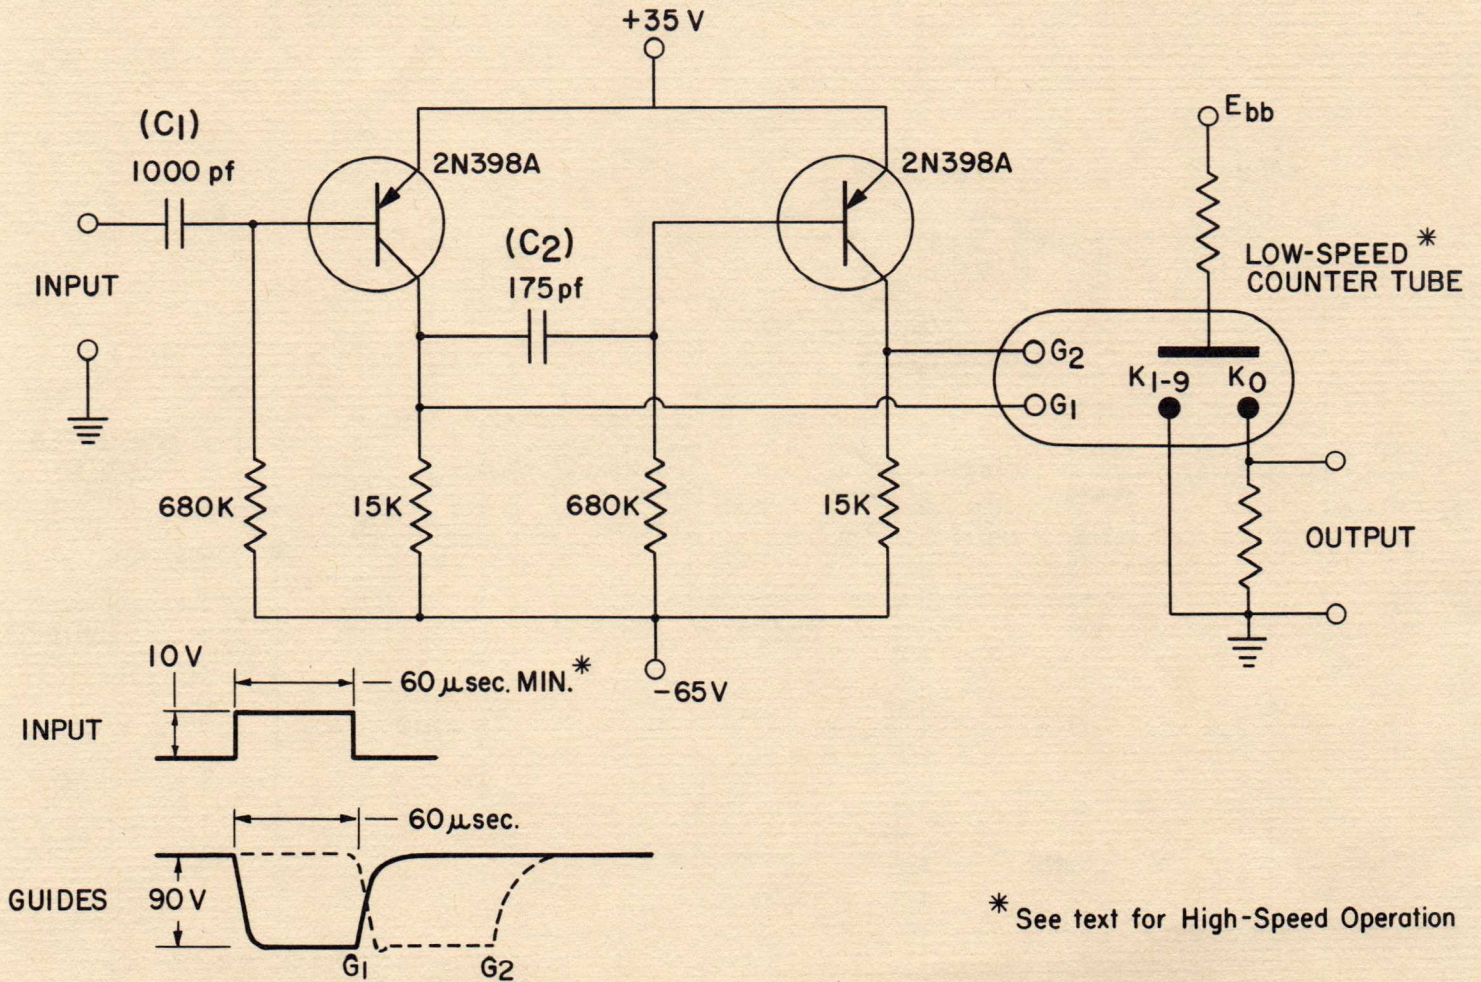 +35 V
(C1)
1000 pf
2N398A
2N398A
Ebb
(C2)
175 pf
INPUT
LOW-SPEED *
COUNTER TUBE
G2
G1
K1-9
K0
680K
15K
680K
15K
OUTPUT
-65V
10 V
60 μsec. MIN.*
INPUT
60 μsec.
GUIDES
90 V
G1
G2
* See text for High-Speed Operation